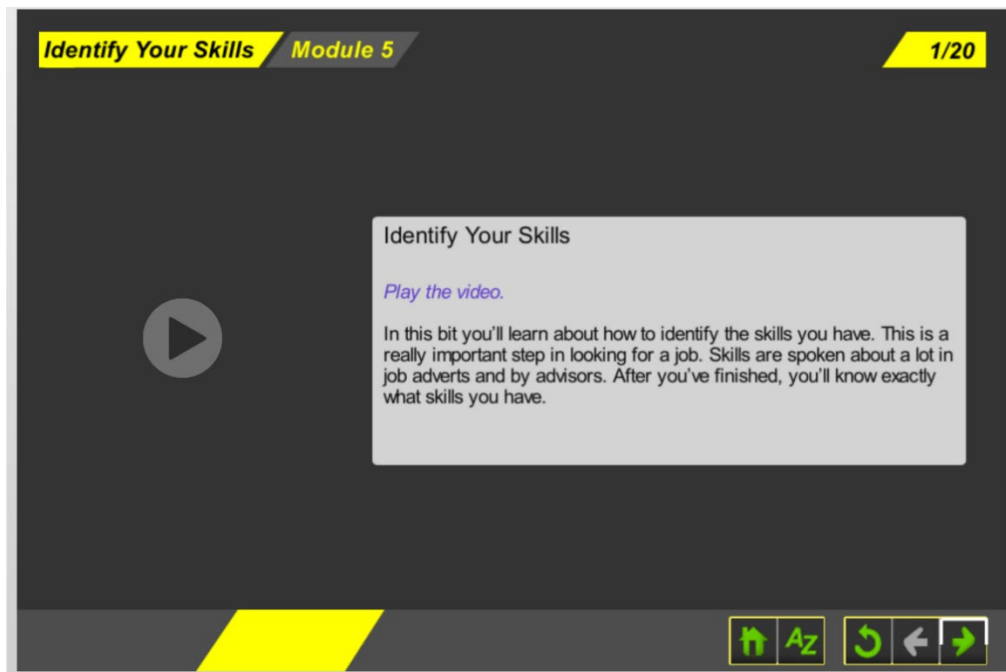 Identify Your Skills Module 5 1/20
Identify Your Skills
Play the video.
In this bit you'll learn about how to identify the skills you have. This is a
really important step in looking for a job. Skills are spoken about a lot in
job adverts and by advisors. After you've finished, you'll know exactly
what skills you have.
AZ